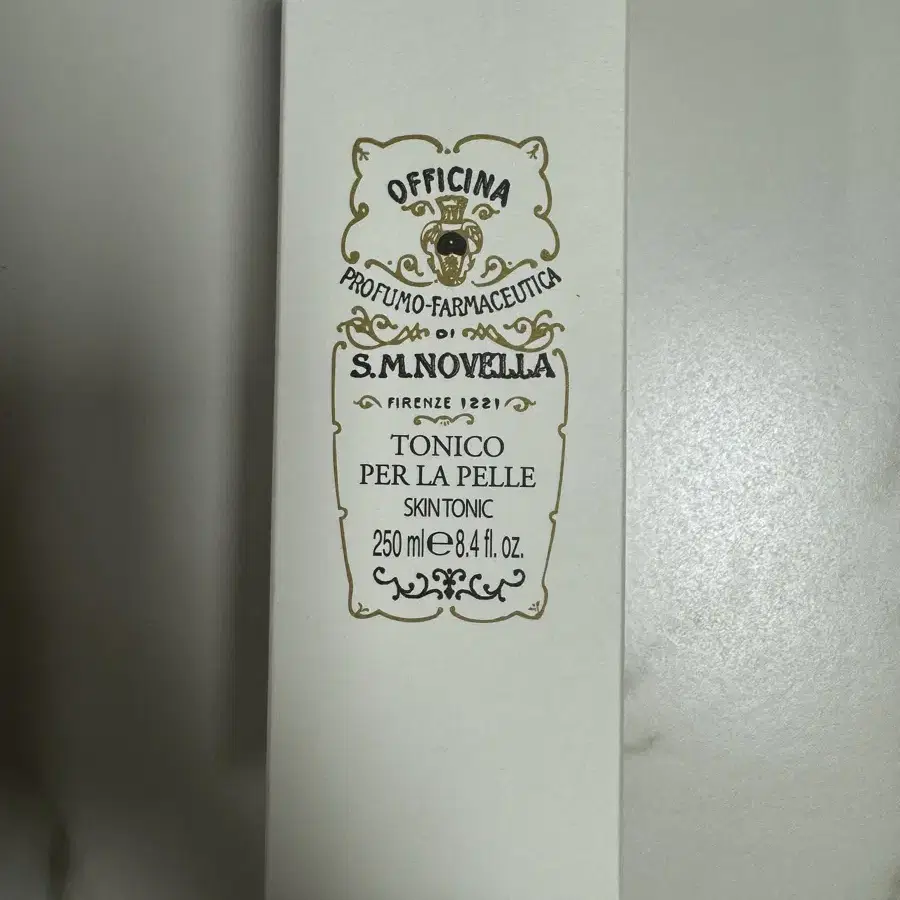 OFFICINA
PROFUMO-FARMACEUTICA
DI
S.M.NOVELLA
FIRENZE 1221
TONICO
PER LA PELLE
SKIN TONIC
250 ml℮8.4 fl. oz.